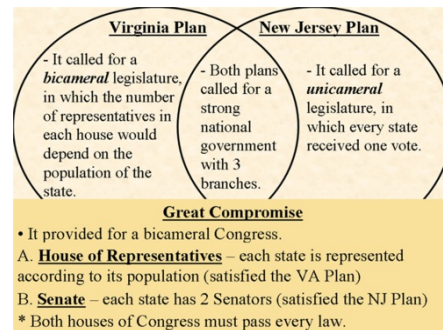 Virginia Plan
- It called for a
bicameral legislature,
in which the number
of representatives in
each house would
depend on the
population of the
state.
- Both plans
called for a
strong
national
government
with 3
branches.
New Jersey Plan
- It called for a
unicameral
legislature, in
which every state
received one vote.
Great Compromise
• It provided for a bicameral Congress.
A. House of Representatives – each state is represented
according to its population (satisfied the VA Plan)
B. Senate – each state has 2 Senators (satisfied the NJ Plan)
* Both houses of Congress must pass every law.